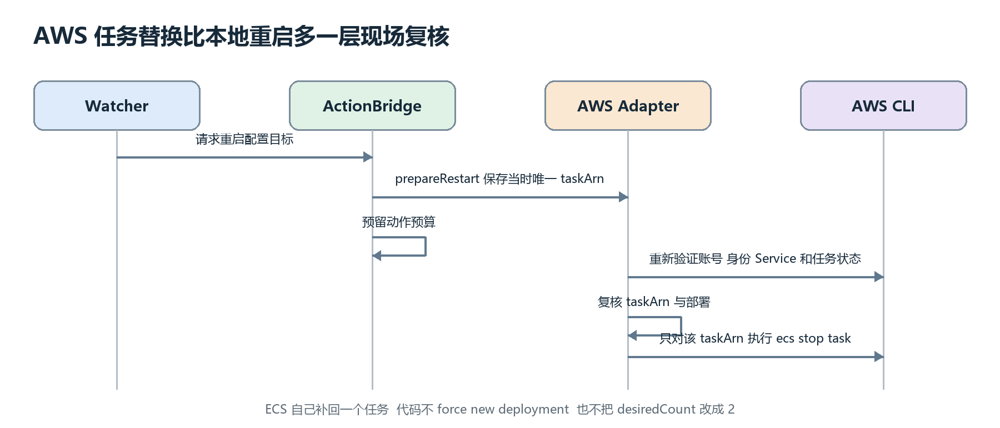 AWS 任务替换比本地重启多一层现场复核
Watcher
ActionBridge
AWS Adapter
AWS CLI
请求重启配置目标
prepareRestart 保存当时唯一 taskArn
预留动作预算
重新验证账号 身份 Service 和任务状态
复核 taskArn 与部署
只对该 taskArn 执行 ecs stop task
ECS 自己补回一个任务 代码不 force new deployment 也不把 desiredCount 改成 2